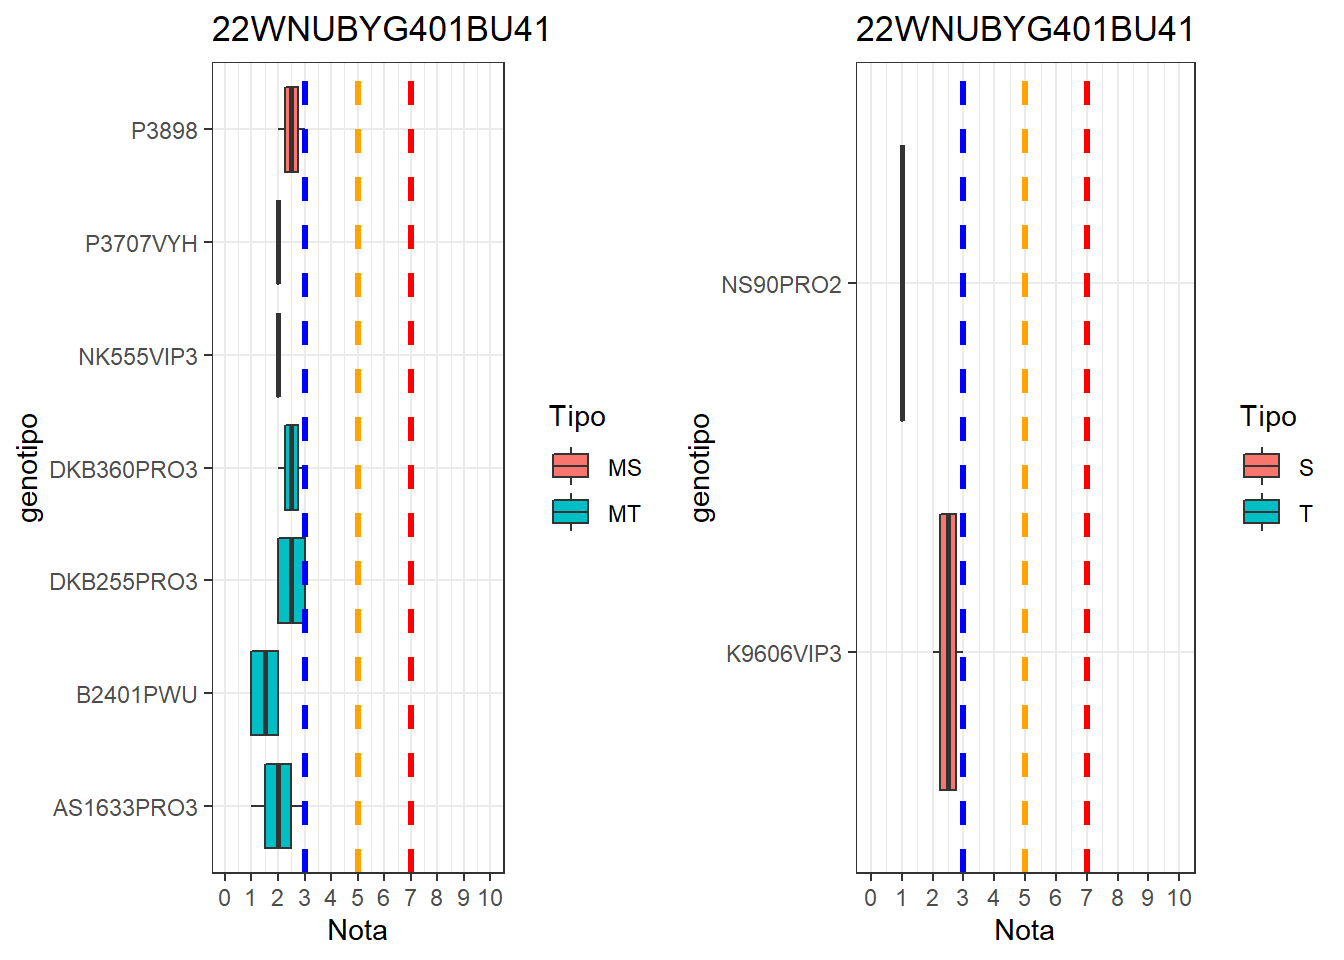 22WNUBYG401BU41
P3898
P3707VYH
NK555VIP3
DKB360PRO3
DKB255PRO3
B2401PWU
AS1633PRO3
genotipo
0 1 2 3 4 5 6 7 8 9 10
Nota
Tipo
MS
MT
22WNUBYG401BU41
NS90PRO2
K9606VIP3
genotipo
0 1 2 3 4 5 6 7 8 9 10
Nota
Tipo
S
T